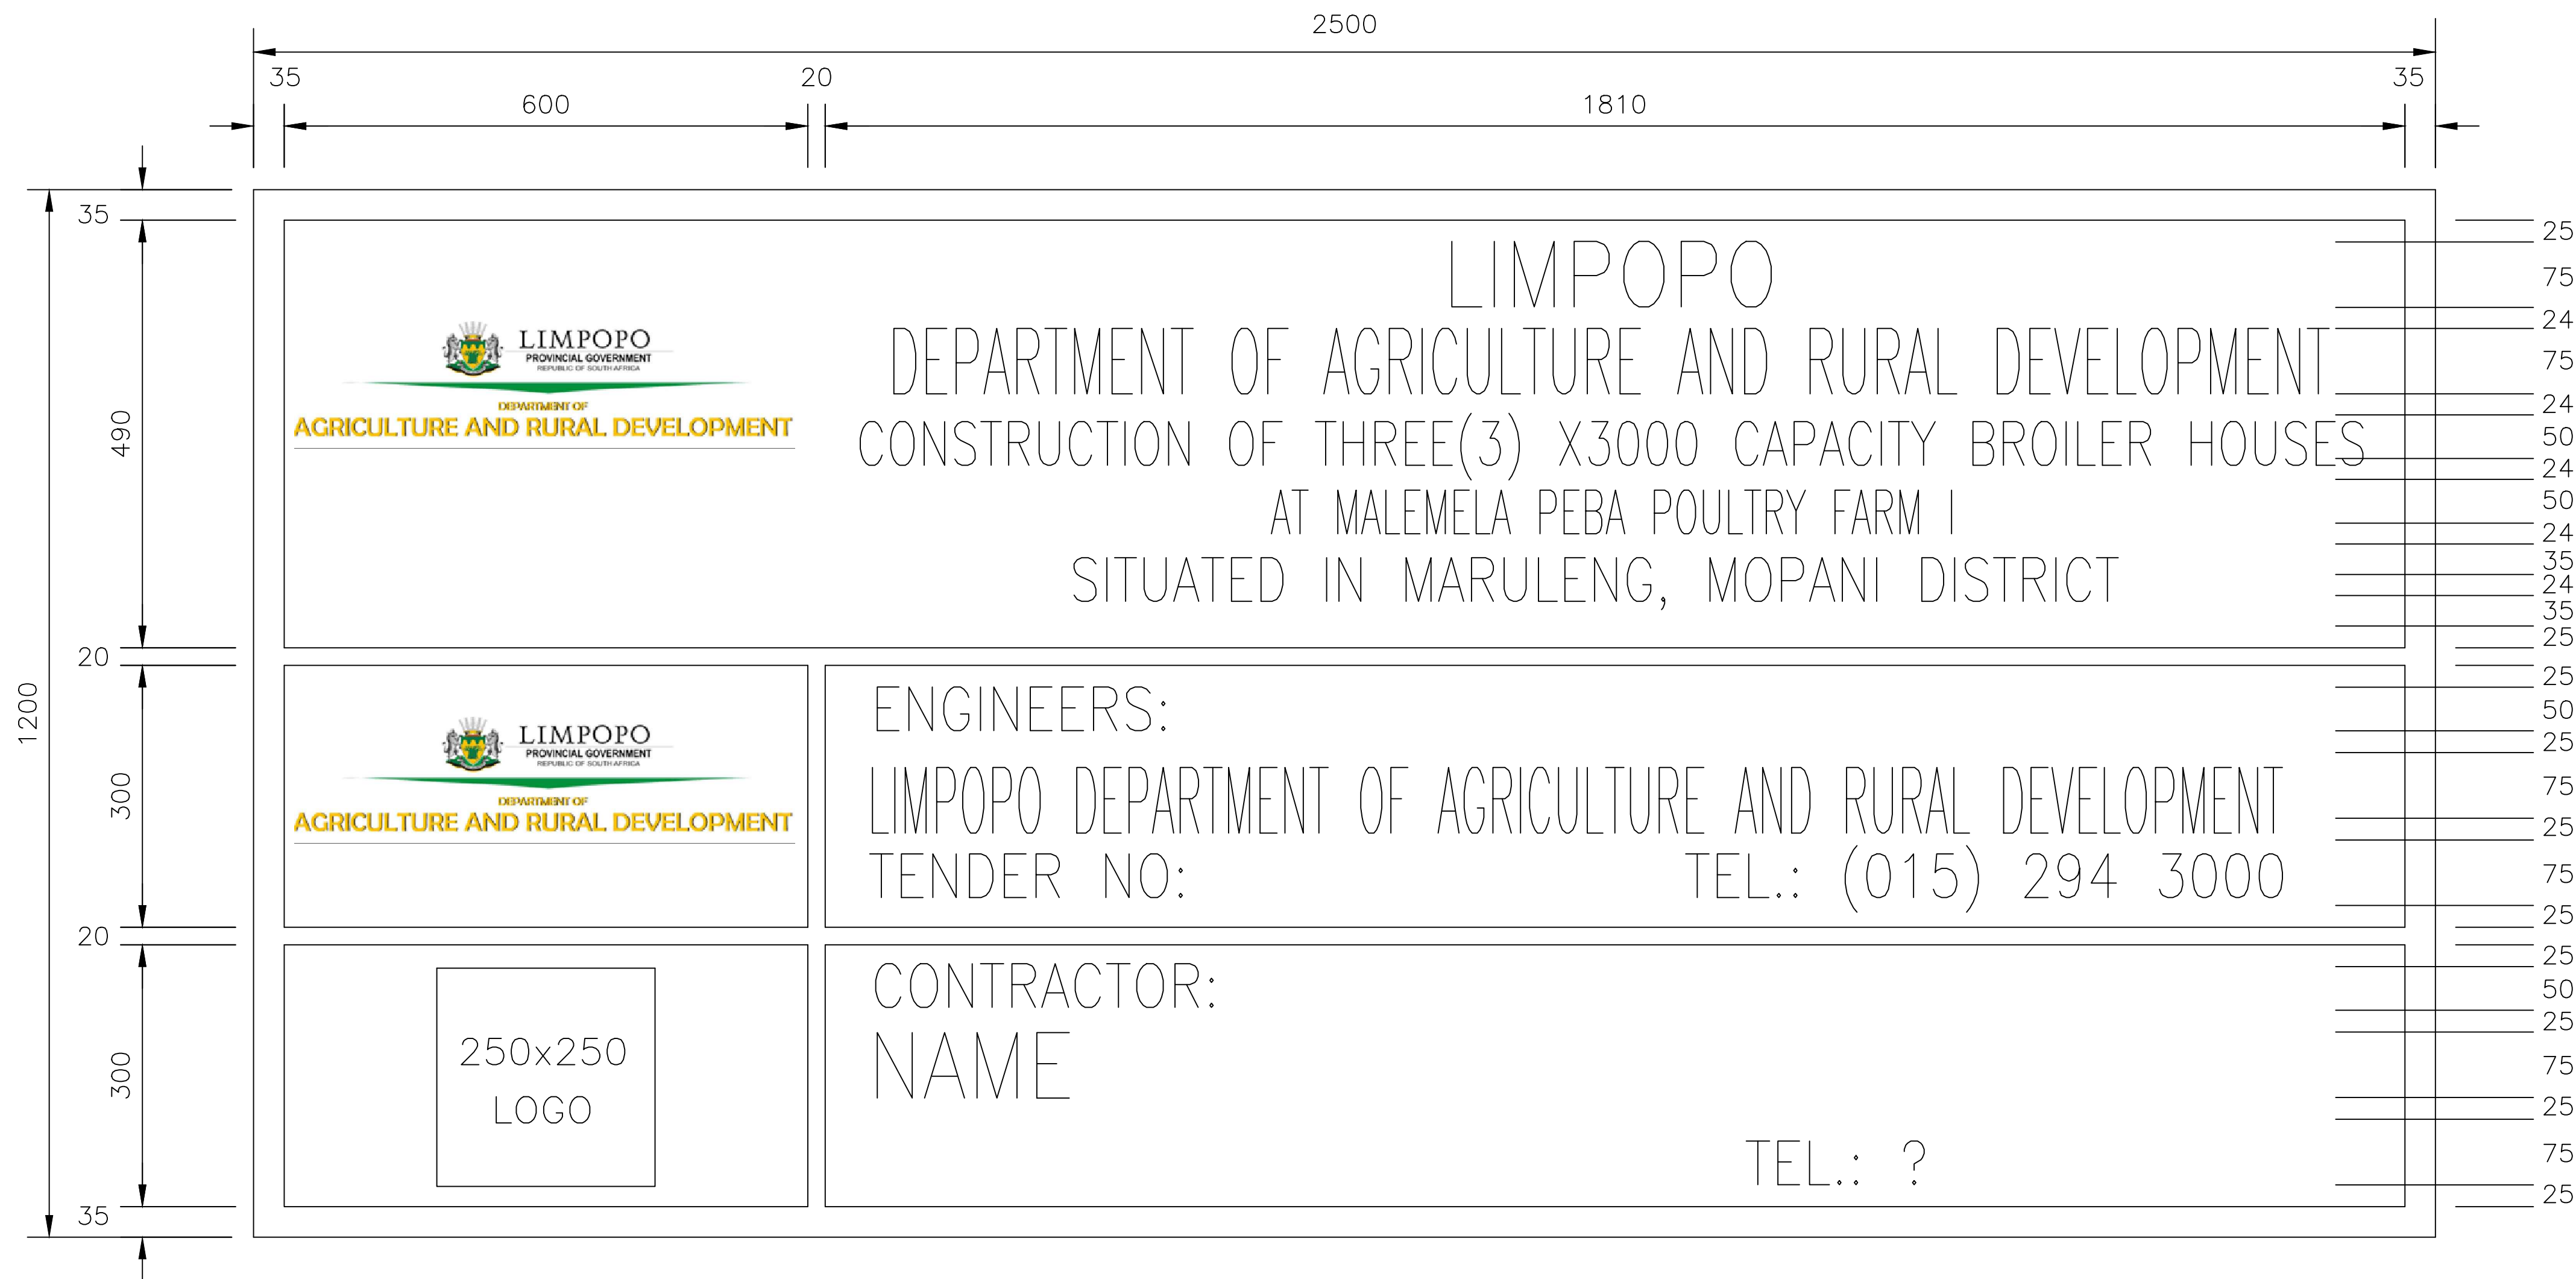 2500
35
20
35
600
1810
35
490
20
300
20
300
35
1200
LIMPOPO
PROVINCIAL GOVERNMENT
REPUBLIC OF SOUTH AFRICA
DEPARTMENT OF
AGRICULTURE AND RURAL DEVELOPMENT
LIMPOPO
DEPARTMENT OF AGRICULTURE AND RURAL DEVELOPMENT
CONSTRUCTION OF THREE(3) X3000 CAPACITY BROILER HOUSES
AT MALEMELA PEBA POULTRY FARM I
SITUATED IN MARULENG, MOPANI DISTRICT
25
75
24
75
24
50
24
50
24
35
24
35
25
LIMPOPO
PROVINCIAL GOVERNMENT
REPUBLIC OF SOUTH AFRICA
DEPARTMENT OF
AGRICULTURE AND RURAL DEVELOPMENT
ENGINEERS:
LIMPOPO DEPARTMENT OF AGRICULTURE AND RURAL DEVELOPMENT
TENDER NO: TEL.: (015) 294 3000
25
50
25
75
25
75
25
250x250
LOGO
CONTRACTOR:
NAME
TEL.: ?
25
50
25
75
25
75
25